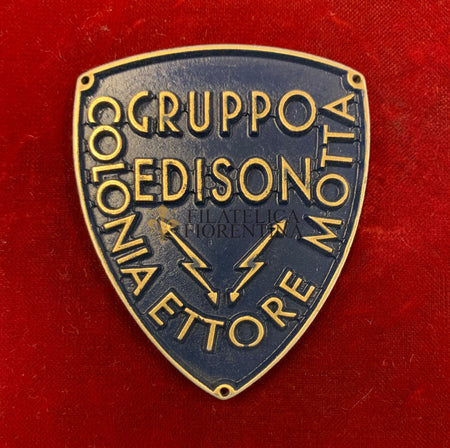 GRUPPO
EDISON
COLONIA ETTORE MOTTA
FILATELICA
FIORENTINA